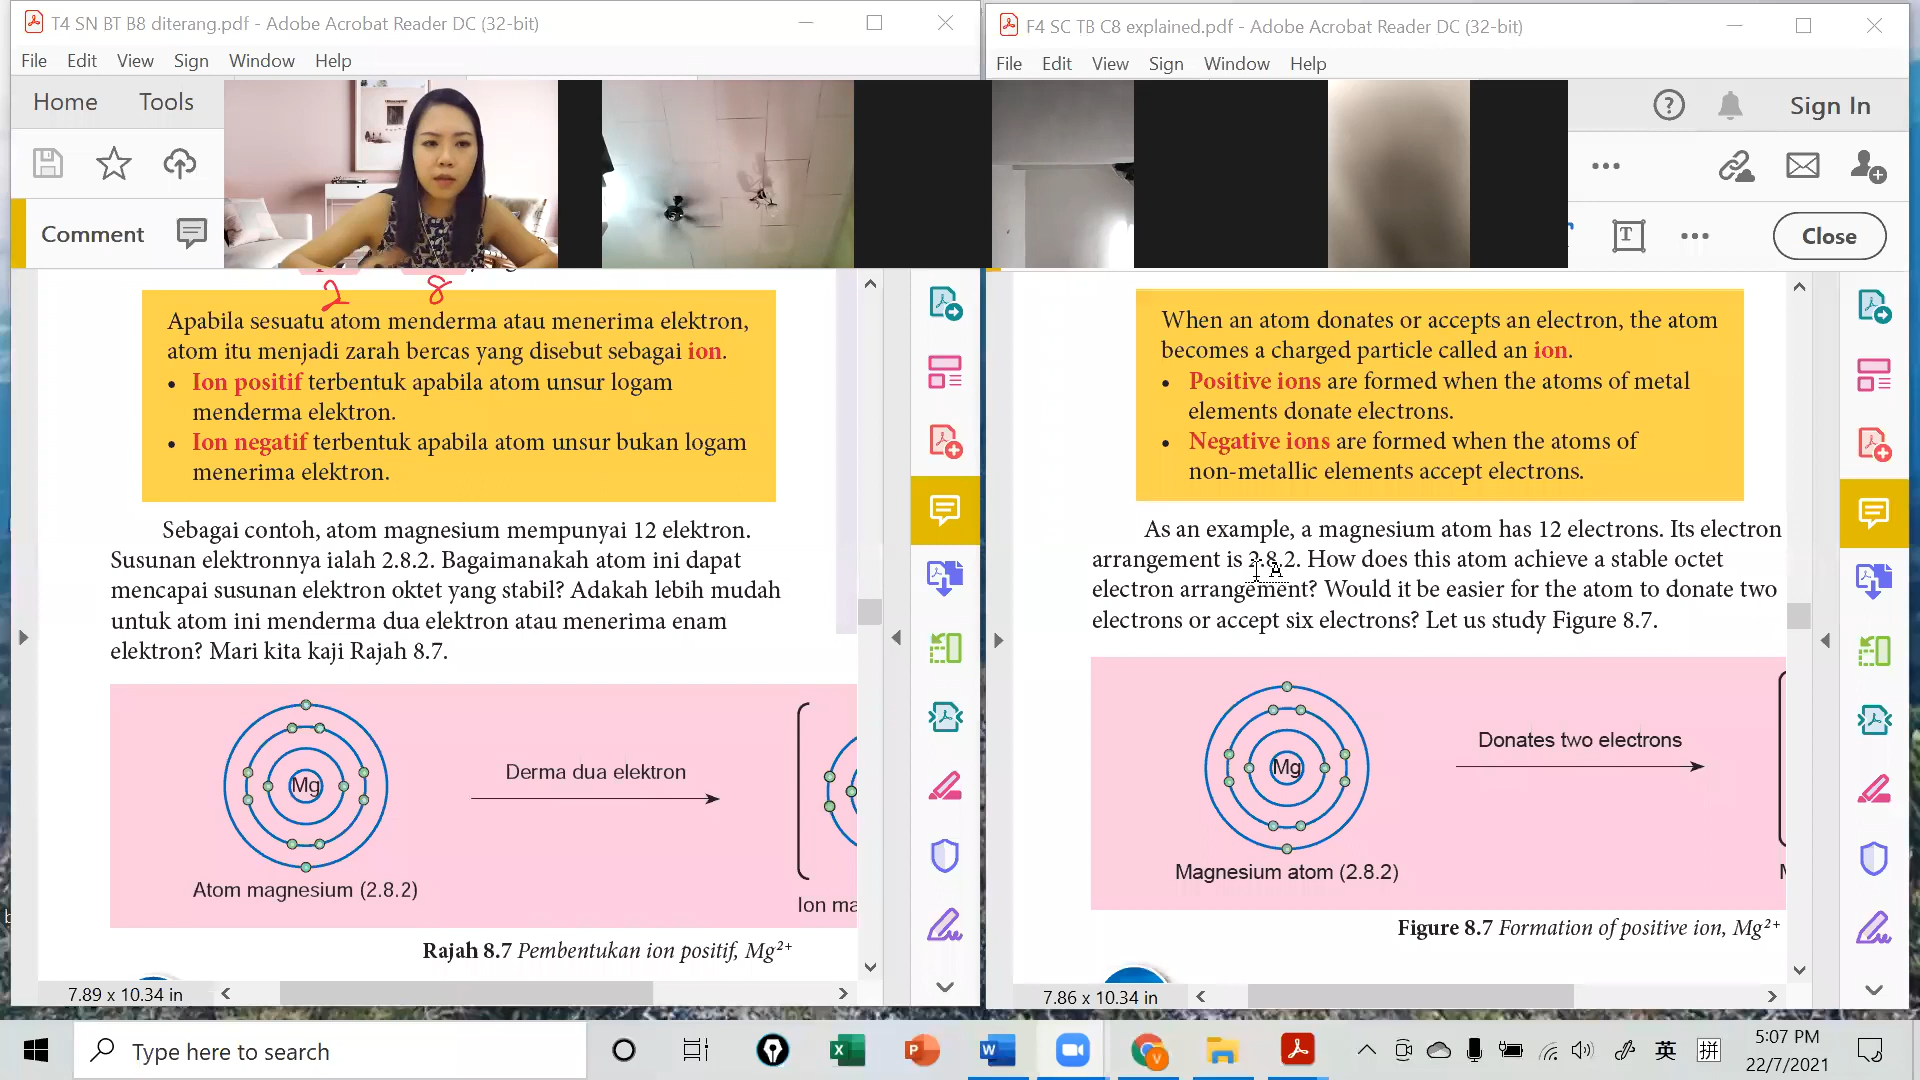 T4 SN BT B8 diterang.pdf - Adobe Acrobat Reader DC (32-bit)
File Edit View Sign Window Help
Home Tools
Comment
2 8
Apabila sesuatu atom menderma atau menerima elektron,
atom itu menjadi zarah bercas yang disebut sebagai ion.
• Ion positif terbentuk apabila atom unsur logam
menderma elektron.
• Ion negatif terbentuk apabila atom unsur bukan logam
menerima elektron.
Sebagai contoh, atom magnesium mempunyai 12 elektron.
Susunan elektronnya ialah 2.8.2. Bagaimanakah atom ini dapat
mencapai susunan elektron oktet yang stabil? Adakah lebih mudah
untuk atom ini menderma dua elektron atau menerima enam
elektron? Mari kita kaji Rajah 8.7.
Mg
Derma dua elektron
Atom magnesium (2.8.2)
Ion ma
Rajah 8.7 Pembentukan ion positif, Mg²⁺
7.89 x 10.34 in
F4 SC TB C8 explained.pdf - Adobe Acrobat Reader DC (32-bit)
File Edit View Sign Window Help
Sign In
Close
When an atom donates or accepts an electron, the atom
becomes a charged particle called an ion.
• Positive ions are formed when the atoms of metal
elements donate electrons.
• Negative ions are formed when the atoms of
non-metallic elements accept electrons.
As an example, a magnesium atom has 12 electrons. Its electron
arrangement is 2.8.2. How does this atom achieve a stable octet
electron arrangement? Would it be easier for the atom to donate two
electrons or accept six electrons? Let us study Figure 8.7.
Mg
Donates two electrons
Magnesium atom (2.8.2)
Figure 8.7 Formation of positive ion, Mg²⁺
7.86 x 10.34 in
Type here to search
英 拼
5:07 PM
22/7/2021